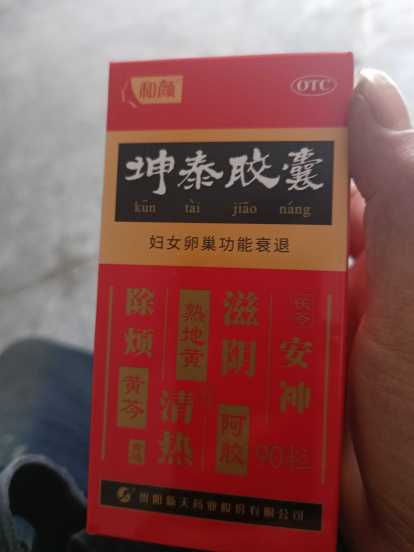 和颜
OTC
坤泰胶囊
kūn tài jiāo náng
妇女卵巢功能衰退
除烦
黄芩
熟地黄
清热
滋阴
阿胶
茯苓
安神
90粒
贵阳新天药业股份有限公司